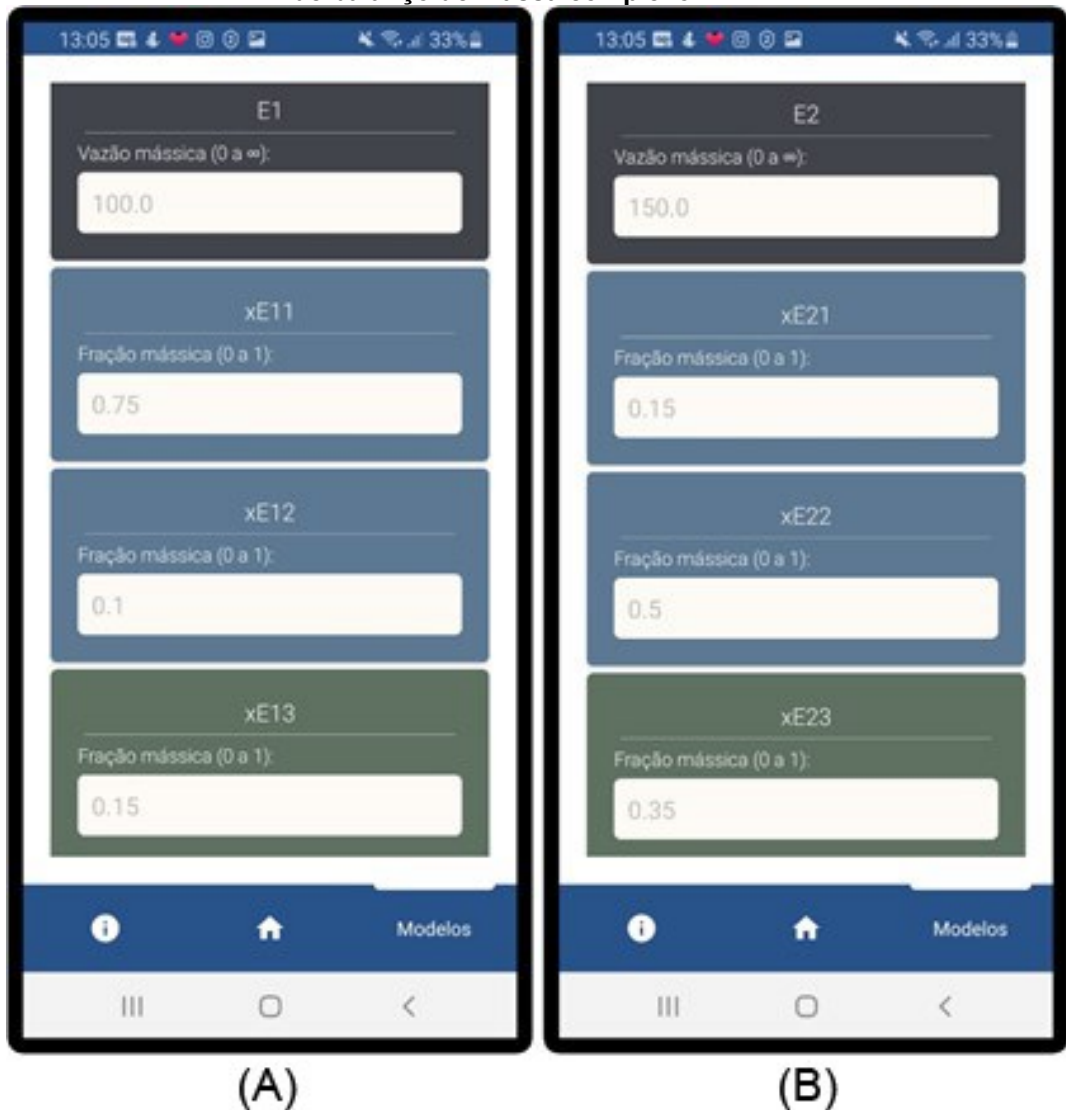 13:05 33%
E1
Vazão mássica (0 a ∞):
100.0
xE11
Fração mássica (0 a 1):
0.75
xE12
Fração mássica (0 a 1):
0.1
xE13
Fração mássica (0 a 1):
0.15
Modelos
(A)
13:05 33%
E2
Vazão mássica (0 a ∞):
150.0
xE21
Fração mássica (0 a 1):
0.15
xE22
Fração mássica (0 a 1):
0.5
xE23
Fração mássica (0 a 1):
0.35
Modelos
(B)